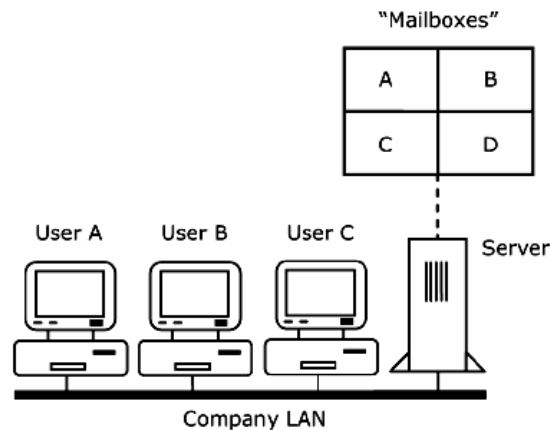 “Mailboxes”
A B
C D
User A User B User C Server
Company LAN